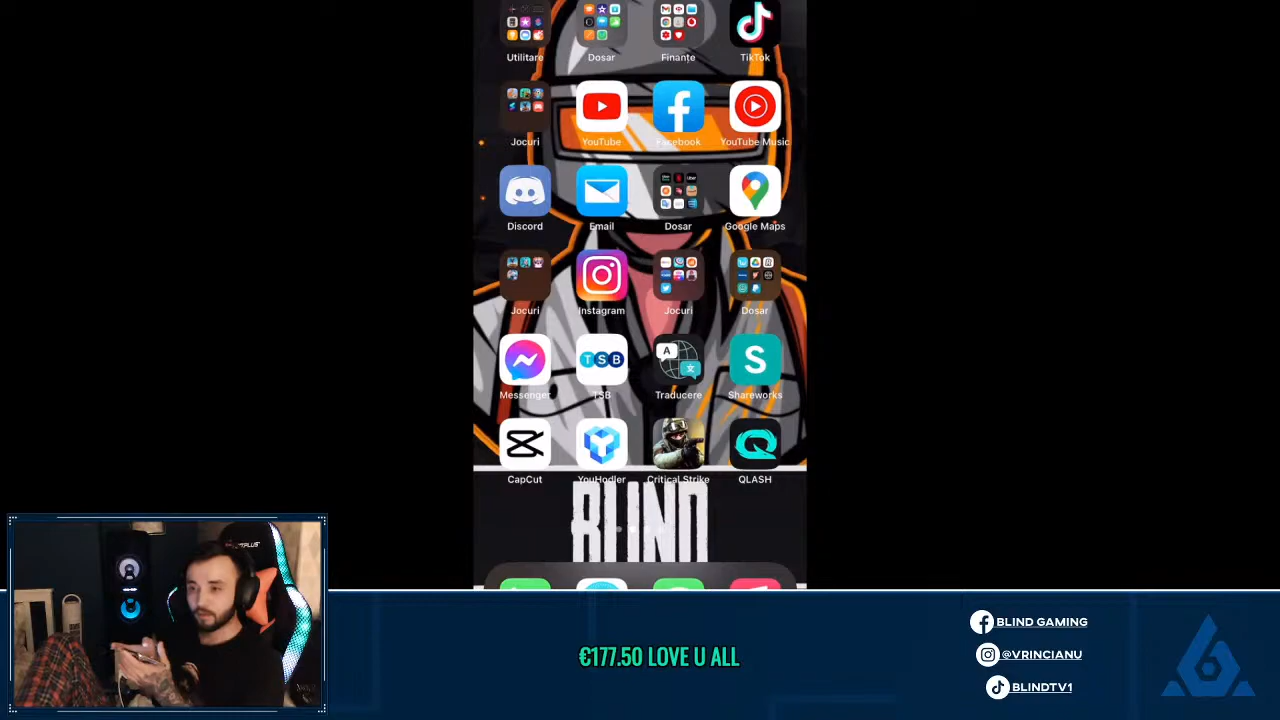 Utilitare
Dosar
Finanțe
TikTok
Jocuri
YouTube
Facebook
YouTube Music
Discord
Email
Dosar
Google Maps
Jocuri
Instagram
Jocuri
Dosar
A
TSB
S
Messenger
TSB
Traducere
Shareworks
CapCut
YouHodler
Critical Strike
QLASH
BLIND
€177.50 LOVE U ALL
BLIND GAMING
@VRINCIANU
BLINDTV1